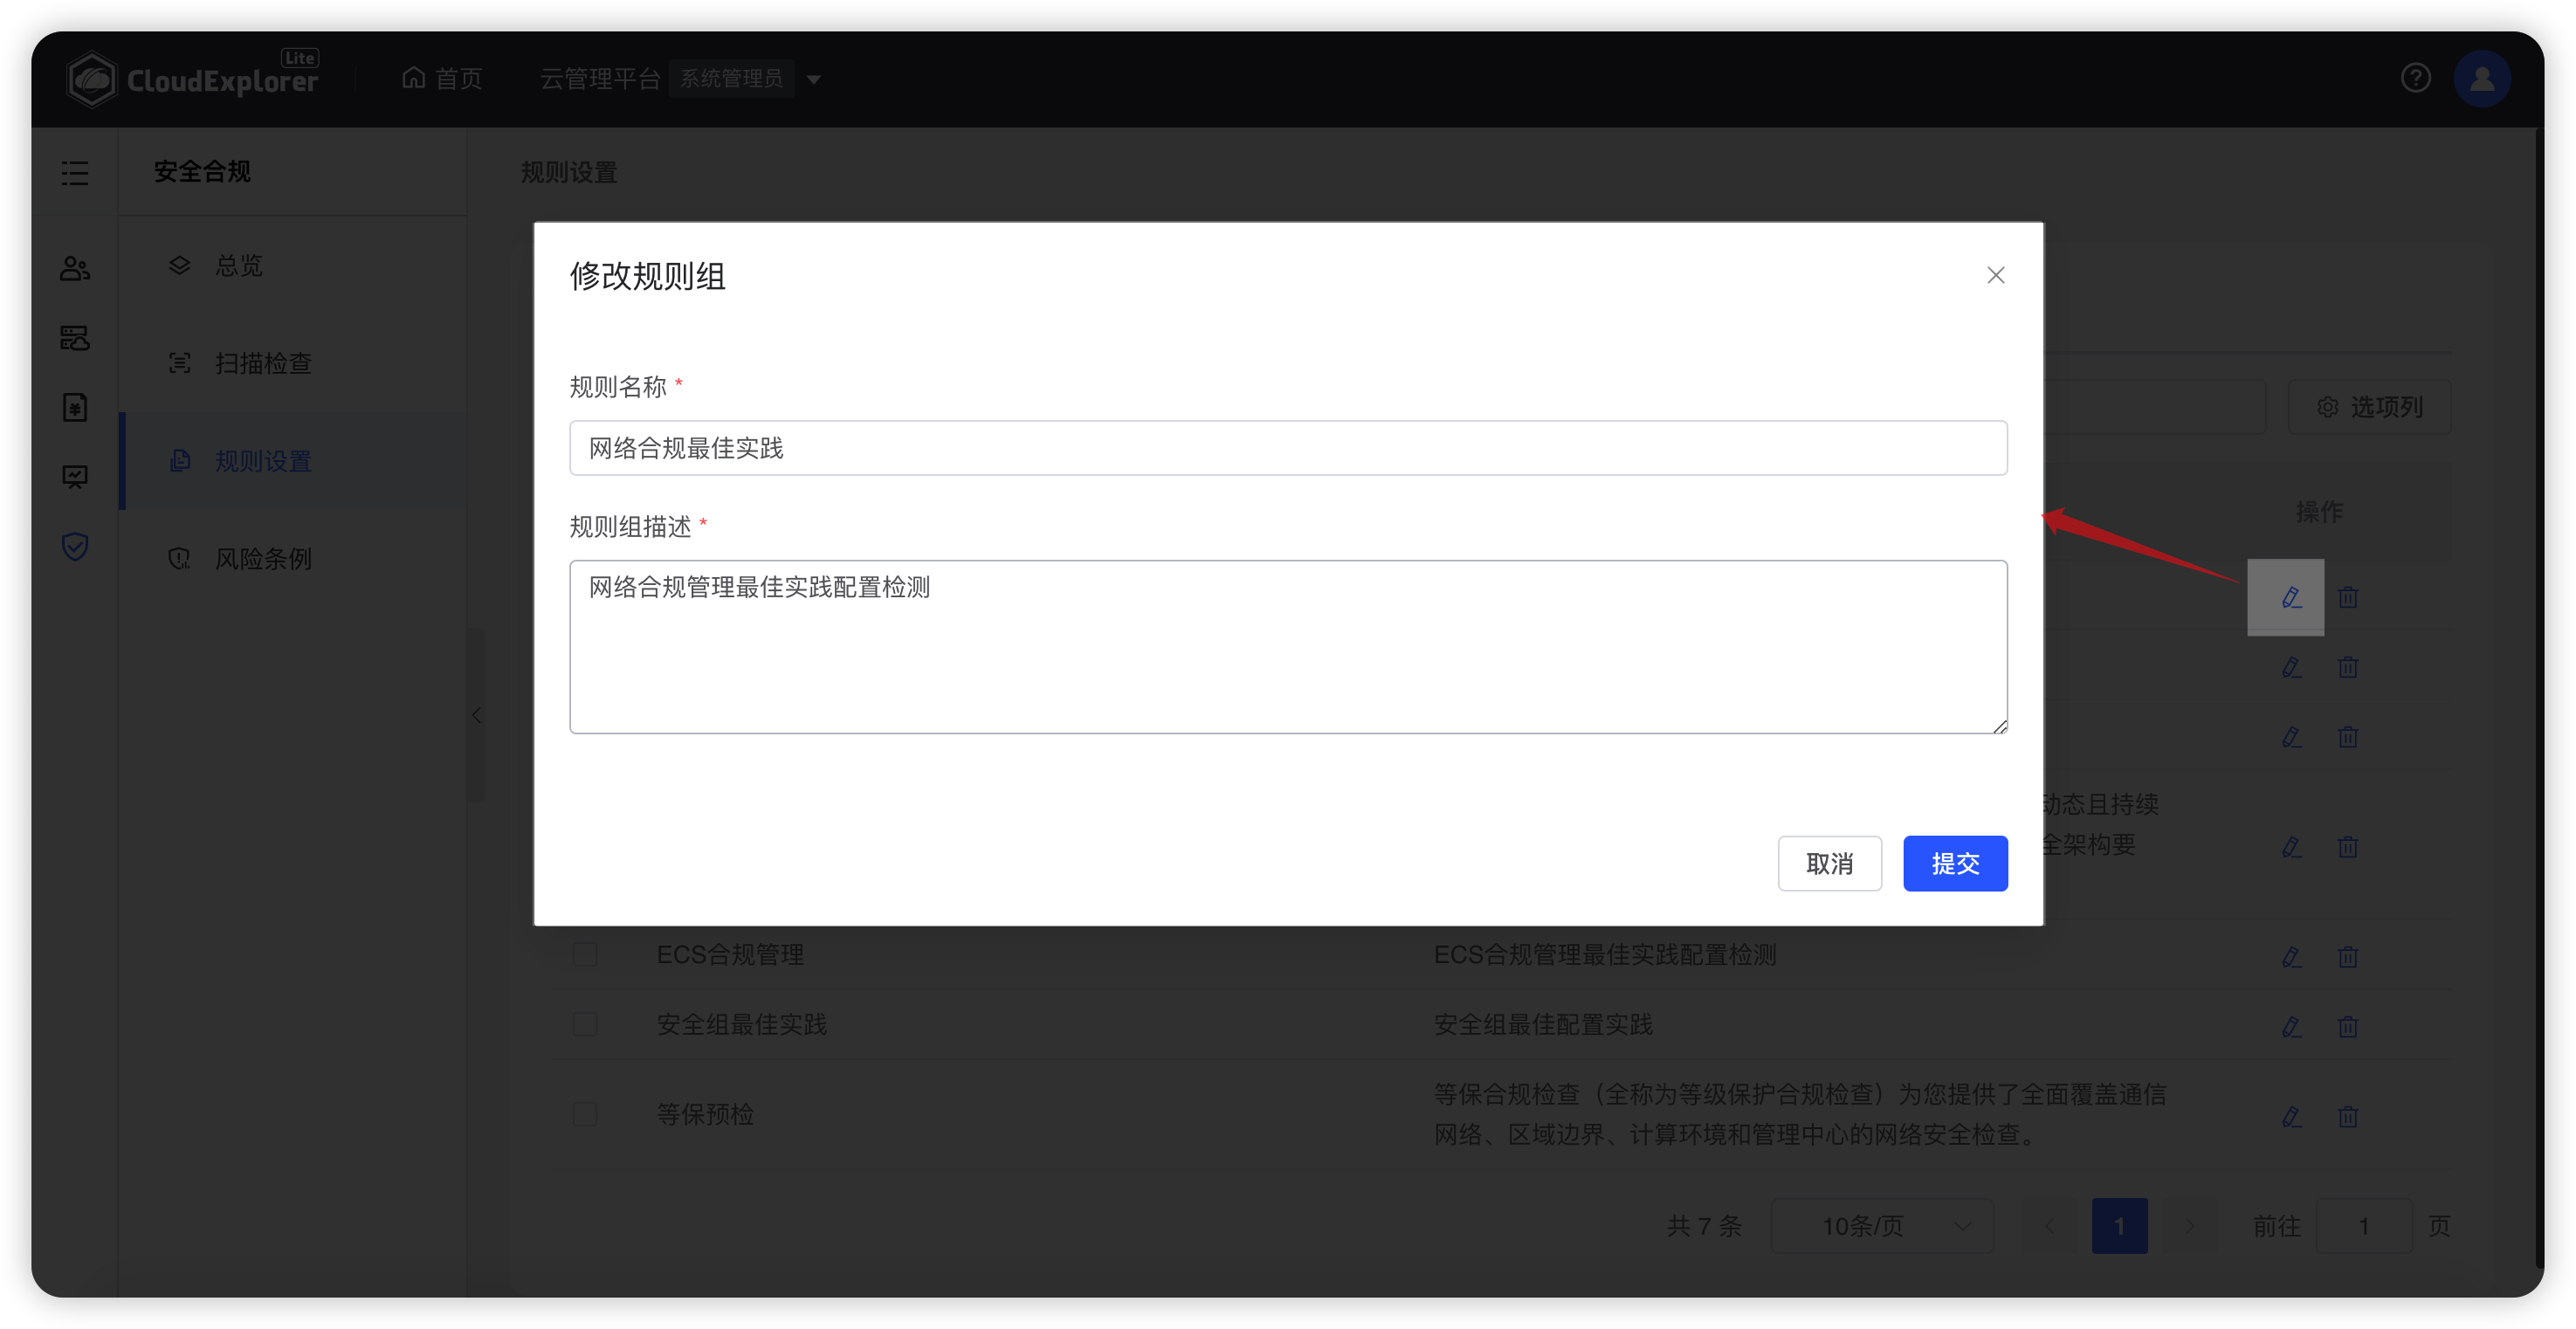 CloudExplorer Lite
首页
云管理平台 系统管理员
安全合规
总览
扫描检查
规则设置
风险条例
规则设置
选项列
操作
修改规则组
规则名称 *
网络合规最佳实践
规则组描述 *
网络合规管理最佳实践配置检测
取消
提交
动态且持续
全架构要
ECS合规管理 ECS合规管理最佳实践配置检测
安全组最佳实践 安全组最佳配置实践
等保预检
等保合规检查（全称为等级保护合规检查）为您提供了全面覆盖通信
网络、区域边界、计算环境和管理中心的网络安全检查。
共 7 条 10条/页 1 前往 1 页